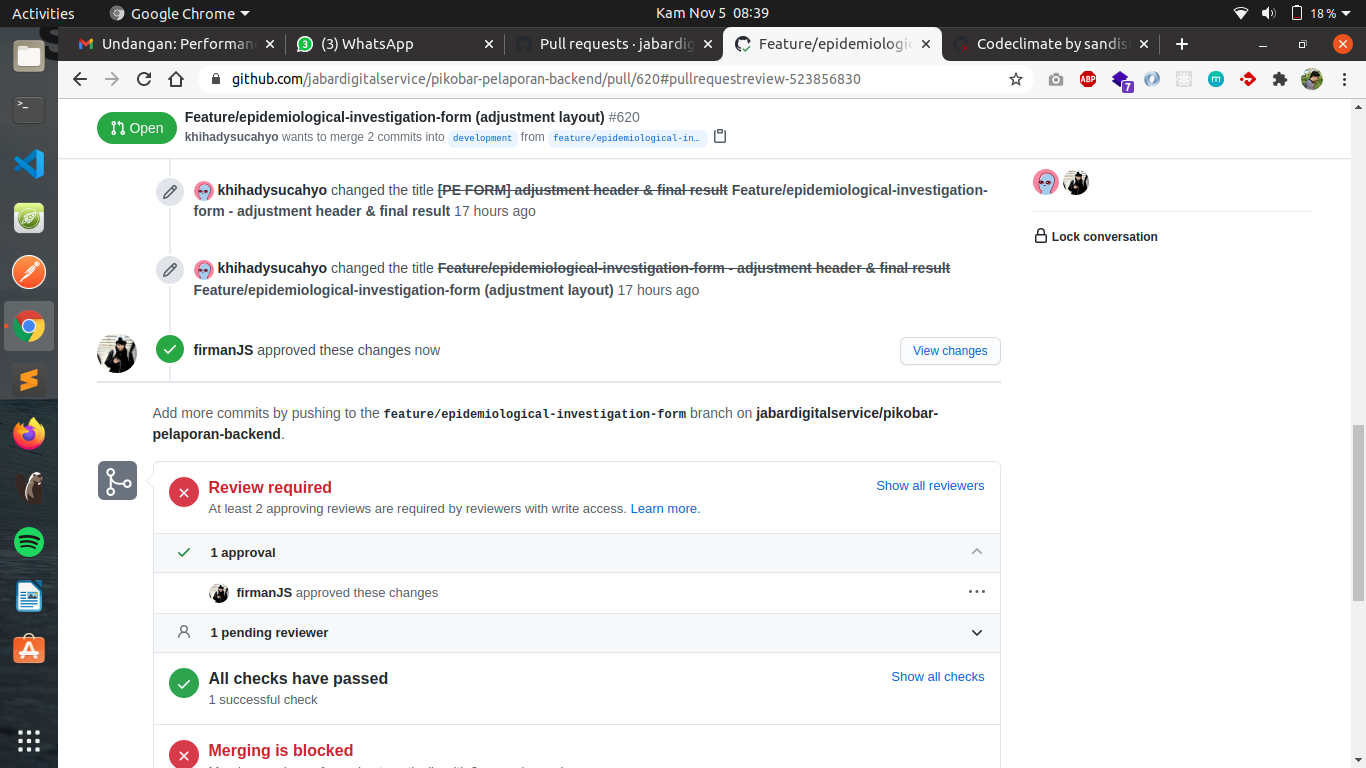 Activities
Google Chrome
Kam Nov 5 08:39
18 %
Undangan: Performan
3
(3) WhatsApp
Pull requests · jabardig
Feature/epidemiologic
Codeclimate by sandis
github.com/jabardigitalservice/pikobar-pelaporan-backend/pull/620#pullrequestreview-523856830
ABP
7
m
Open
Feature/epidemiological-investigation-form (adjustment layout) #620
khihadysucahyo wants to merge 2 commits into development from feature/epidemiological-in…
khihadysucahyo changed the title [PE FORM] adjustment header & final result Feature/epidemiological-investigation-
form - adjustment header & final result 17 hours ago
Lock conversation
khihadysucahyo changed the title Feature/epidemiological-investigation-form - adjustment header & final result
Feature/epidemiological-investigation-form (adjustment layout) 17 hours ago
firmanJS approved these changes now
View changes
Add more commits by pushing to the feature/epidemiological-investigation-form branch on jabardigitalservice/pikobar-
pelaporan-backend.
Review required
Show all reviewers
At least 2 approving reviews are required by reviewers with write access. Learn more.
1 approval
firmanJS approved these changes
1 pending reviewer
All checks have passed
Show all checks
1 successful check
Merging is blocked